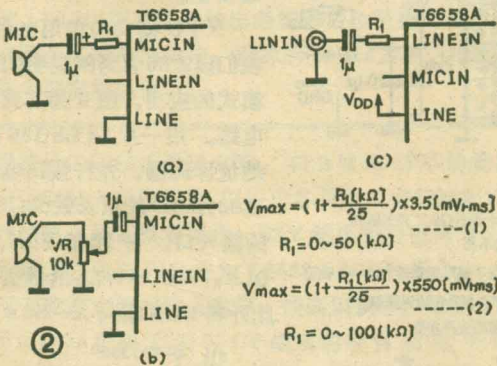 T6658A
MIC
+
R₁
MICIN
1μ
LINEIN
LINE
(a)
T6658A
LININ
R₁
LINEIN
1μ
MICIN
VDD
LINE
(c)
T6658A
1μ
MIC
MICIN
VR
10k
LINEIN
LINE
②
(b)
Vmax=(1+R₁[kΩ]/25)×3.5[mVrms]
-----(1)
R₁=0~50(kΩ)
Vmax=(1+R₁[kΩ]/25)×550[mVrms]
-----(2)
R₁=0~100(kΩ)